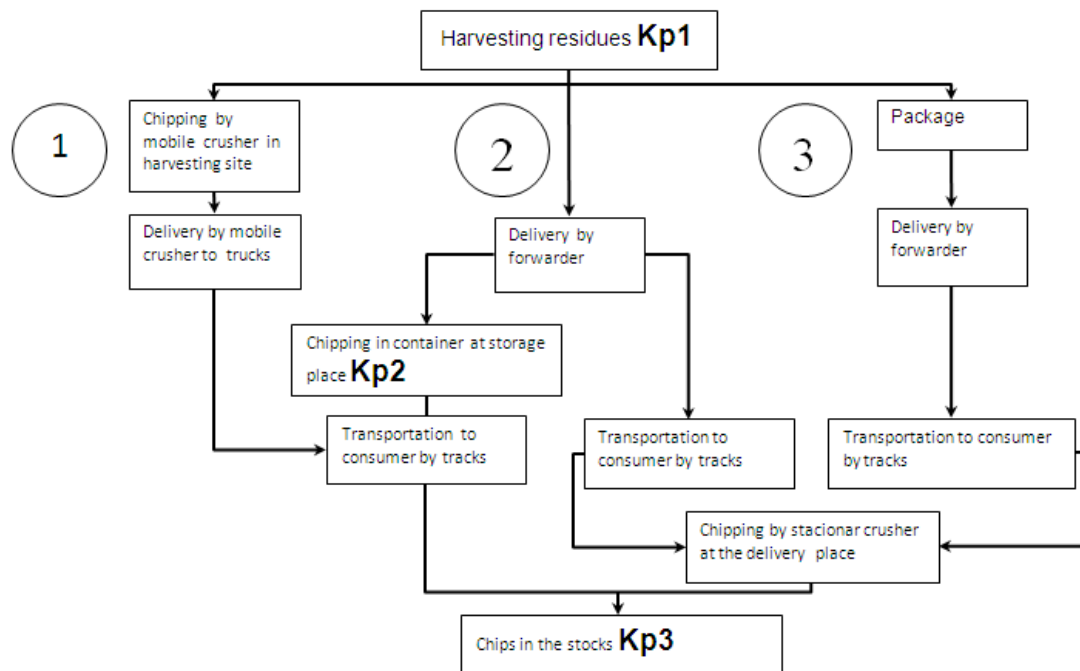 Harvesting residues Kp1
1
Chipping by
mobile crusher in
harvesting site
2
3
Package
Delivery by mobile
crusher to trucks
Delivery by
forwarder
Delivery by
forwarder
Chipping in container at storage
place Kp2
Transportation to
consumer by tracks
Transportation to
consumer by tracks
Transportation to consumer
by tracks
Chipping by stacionar crusher
at the delivery place
Chips in the stocks Kp3